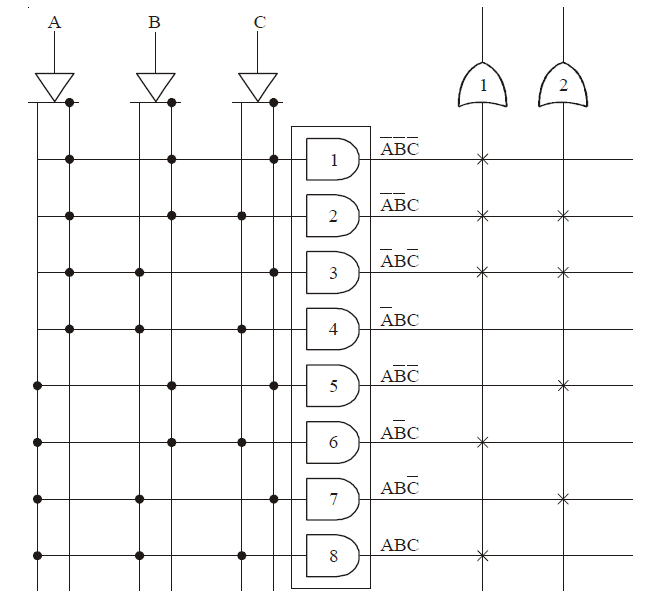 A B C
1 2
1 A̅B̅C̅
2 A̅B̅C
3 A̅BC̅
4 A̅BC
5 AB̅C̅
6 AB̅C
7 ABC̅
8 ABC